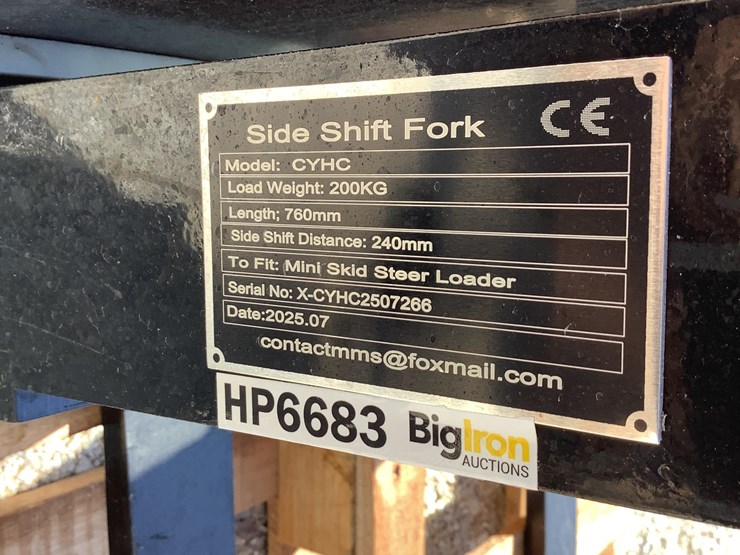 Side Shift Fork CE
Model: CYHC
Load Weight: 200KG
Length; 760mm
Side Shift Distance: 240mm
To Fit: Mini Skid Steer Loader
Serial No: X-CYHC2507266
Date:2025.07
contactmms@foxmail.com
HP6683 BigIron
AUCTIONS